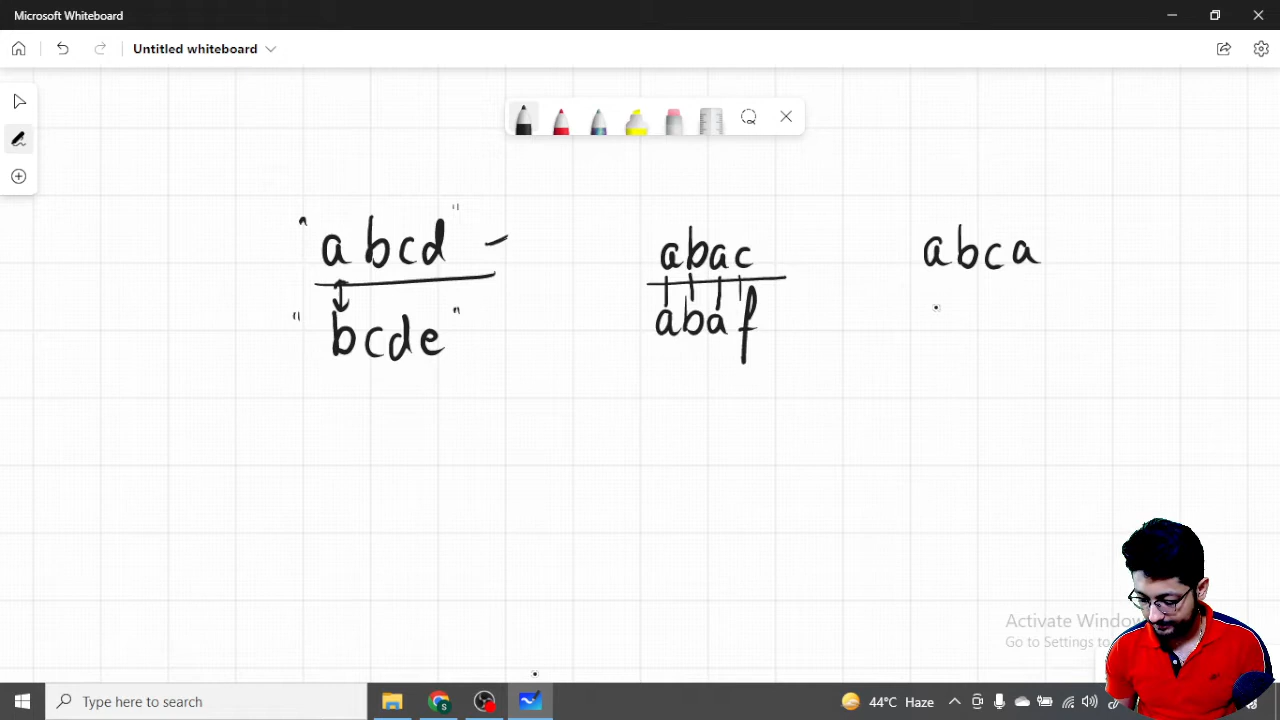 Microsoft Whiteboard
Untitled whiteboard
"abcd" -
"bcde"
abac
abaf
abca
Activate Window
Go to Settings to
Type here to search
44°C Haze